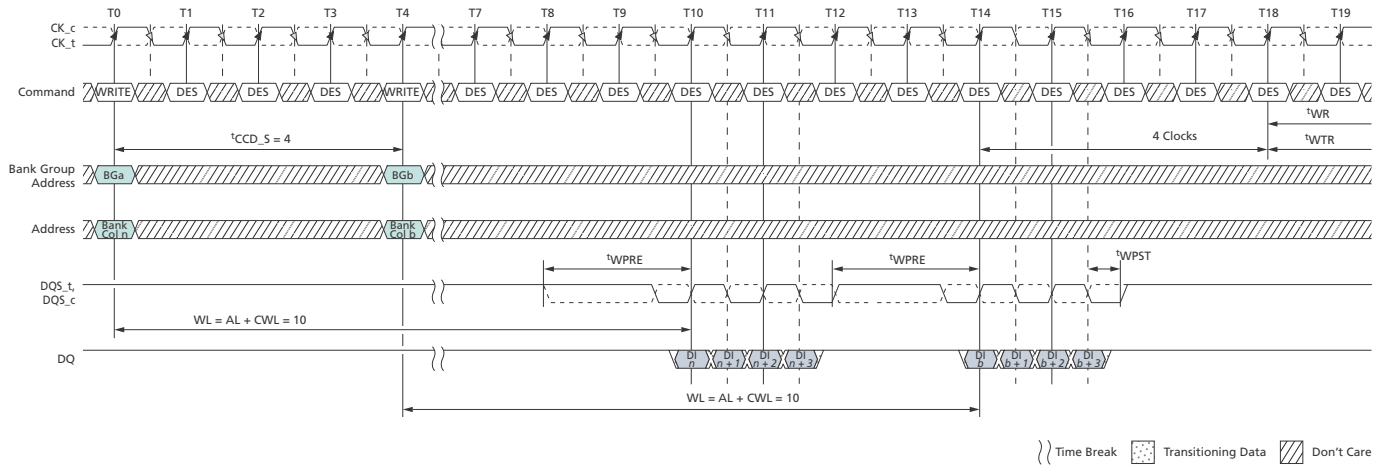 T0 T1 T2 T3 T4 T7 T8 T9 T10 T11 T12 T13 T14 T15 T16 T17 T18 T19
CK_c
CK_t
Command WRITE DES DES DES WRITE DES DES DES DES DES DES DES DES DES DES DES DES DES
tWR
tCCD_S = 4 4 Clocks tWTR
Bank Group
Address BGa BGb
Address Bank Col n Bank Col b
tWPRE tWPRE tWPST
DQS_t,
DQS_c
WL = AL + CWL = 10
DQ DI n DI n + 1 DI n + 2 DI n + 3 DI b DI b + 1 DI b + 2 DI b + 3
WL = AL + CWL = 10
Time Break Transitioning Data Don't Care